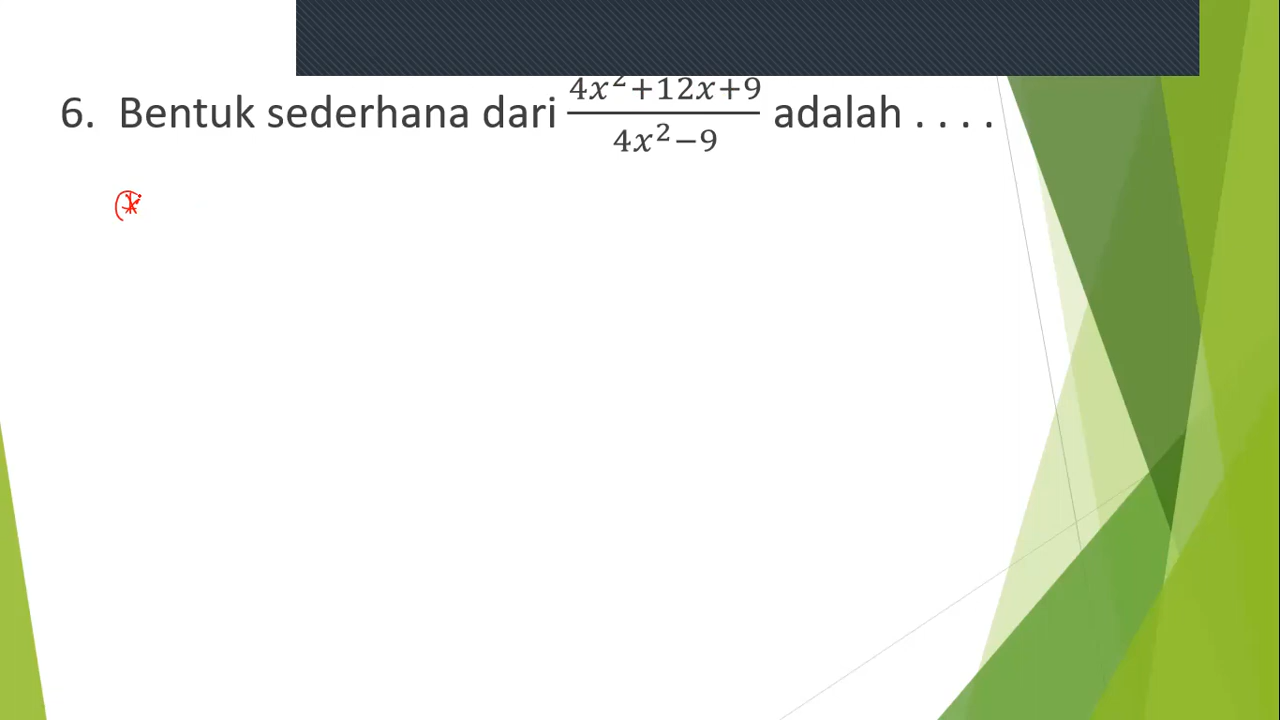 6. Bentuk sederhana dari \frac{4x^2+12x+9}{4x^2-9} adalah . . . .